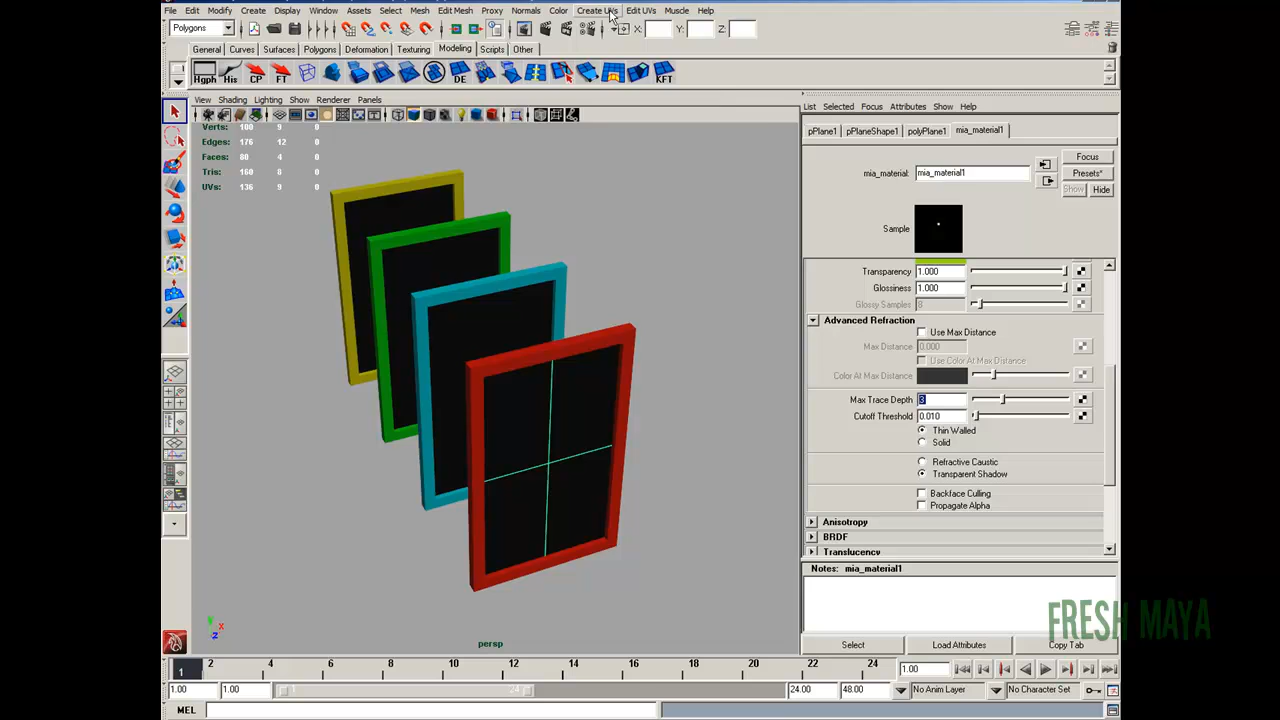 File Edit Modify Create Display Window Assets Select Mesh Edit Mesh Proxy Normals Color Create UVs Edit UVs Muscle Help
Polygons X: Y: Z:
General Curves Surfaces Polygons Deformation Texturing Modeling Scripts Other
Hgph His CP FT DE KFT
View Shading Lighting Show Renderer Panels
List Selected Focus Attributes Show Help
Verts: 100 9 0
Edges: 176 12 0
Faces: 80 4 0
Tris: 160 8 0
UVs: 136 9 0
pPlane1 pPlaneShape1 polyPlane1 mia_material1
Focus
mia_material: mia_material1
Presets*
Show Hide
Sample
Transparency 1.000
Glossiness 1.000
Glossy Samples 8
Advanced Refraction
Use Max Distance
Max Distance 0.000
Use Color At Max Distance
Color At Max Distance
Max Trace Depth 3
Cutoff Threshold 0.010
Thin Walled
Solid
Refractive Caustic
Transparent Shadow
Backface Culling
Propagate Alpha
Anisotropy
BRDF
Translucency
Notes: mia_material1
FRESH MAYA
Y X Z
persp
Select Load Attributes Copy Tab
1 2 4 6 8 10 12 14 16 18 20 22 24 1.00
1.00 1.00 1 24 24.00 48.00 No Anim Layer No Character Set
MEL